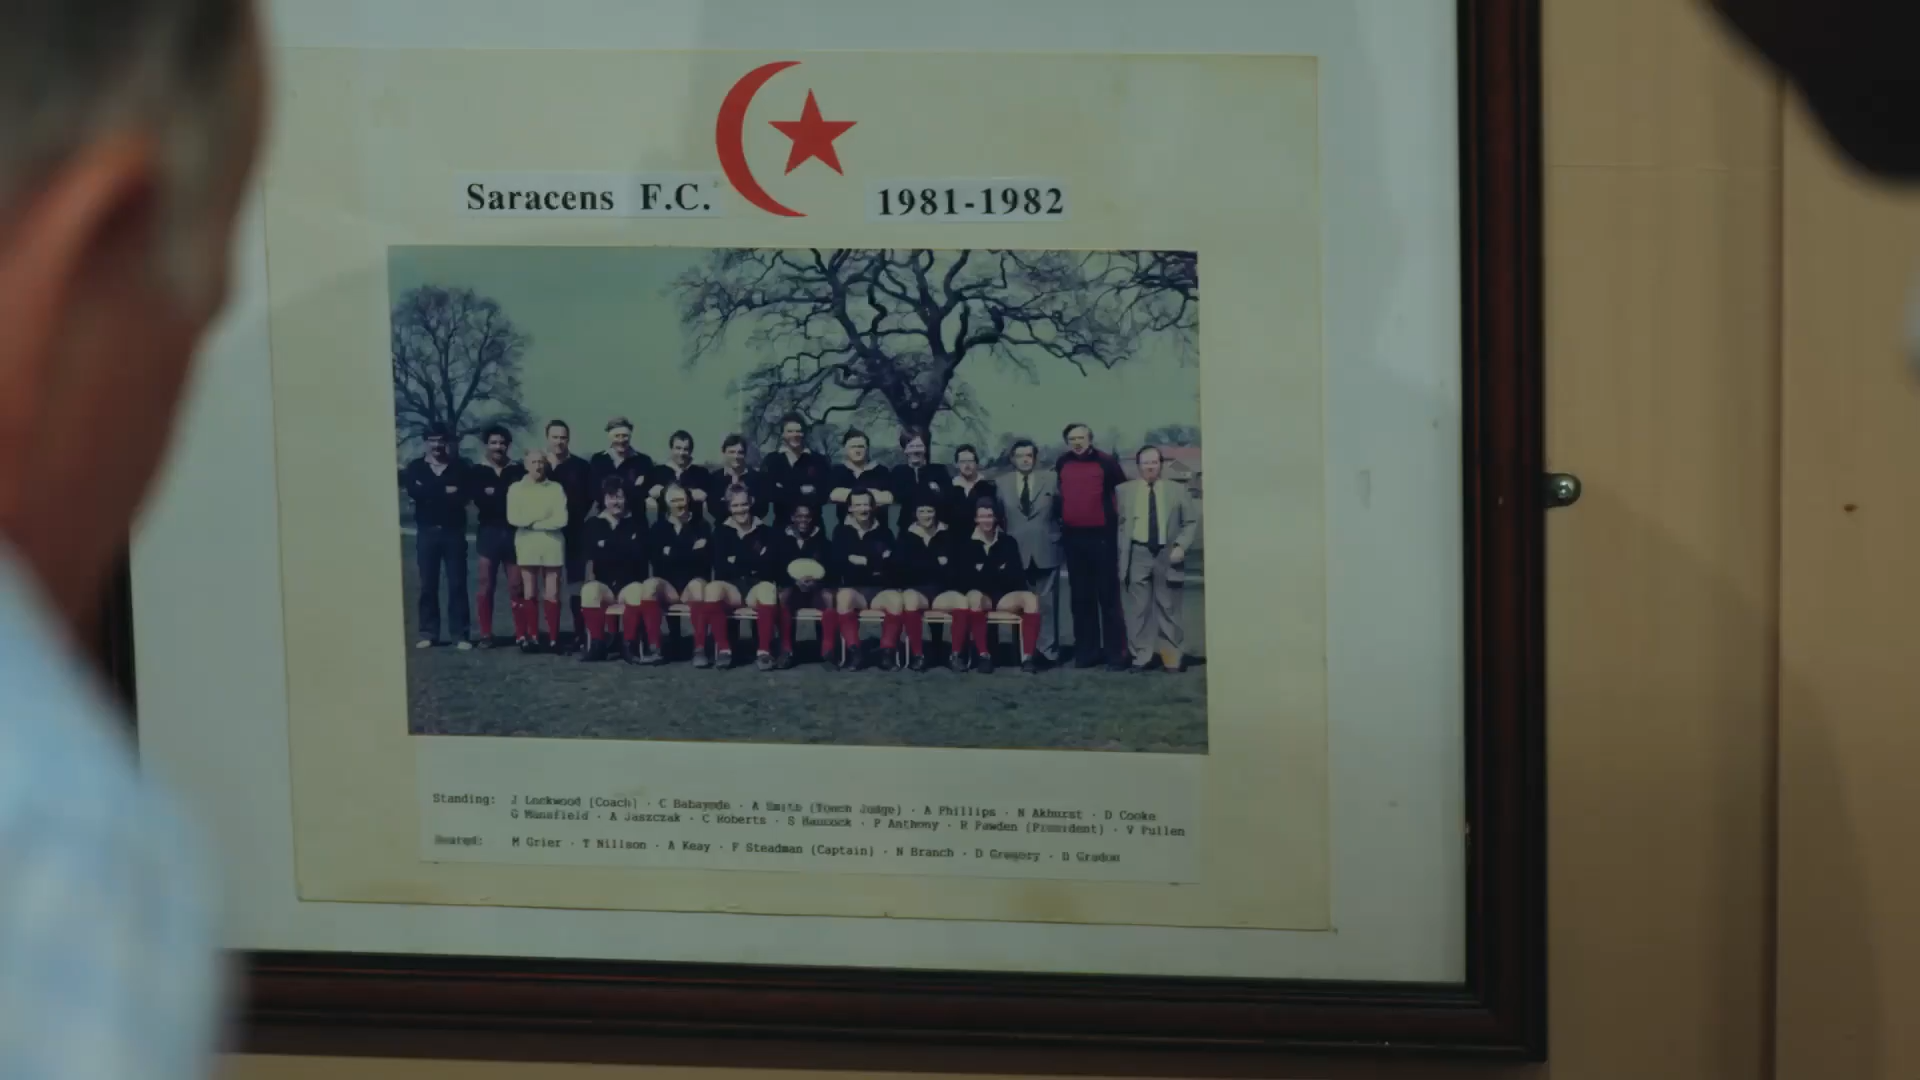 Saracens F.C. 1981-1982
Standing: J Lockwood (Coach) · C Babayode · A Smith (Touch Judge) · A Phillips · N Akhurst · D Cooke
G Mansfield · A Jaszczak · C Roberts · S Hancock · P Anthony · R Pawden (President) · V Pullen
Seated: M Grier · T Nillson · A Keay · F Steadman (Captain) · N Branch · D Gregory · D Gradon